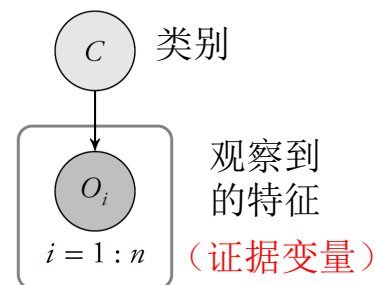 C
类别
O_i
观察到
的特征
i = 1 : n
（证据变量）